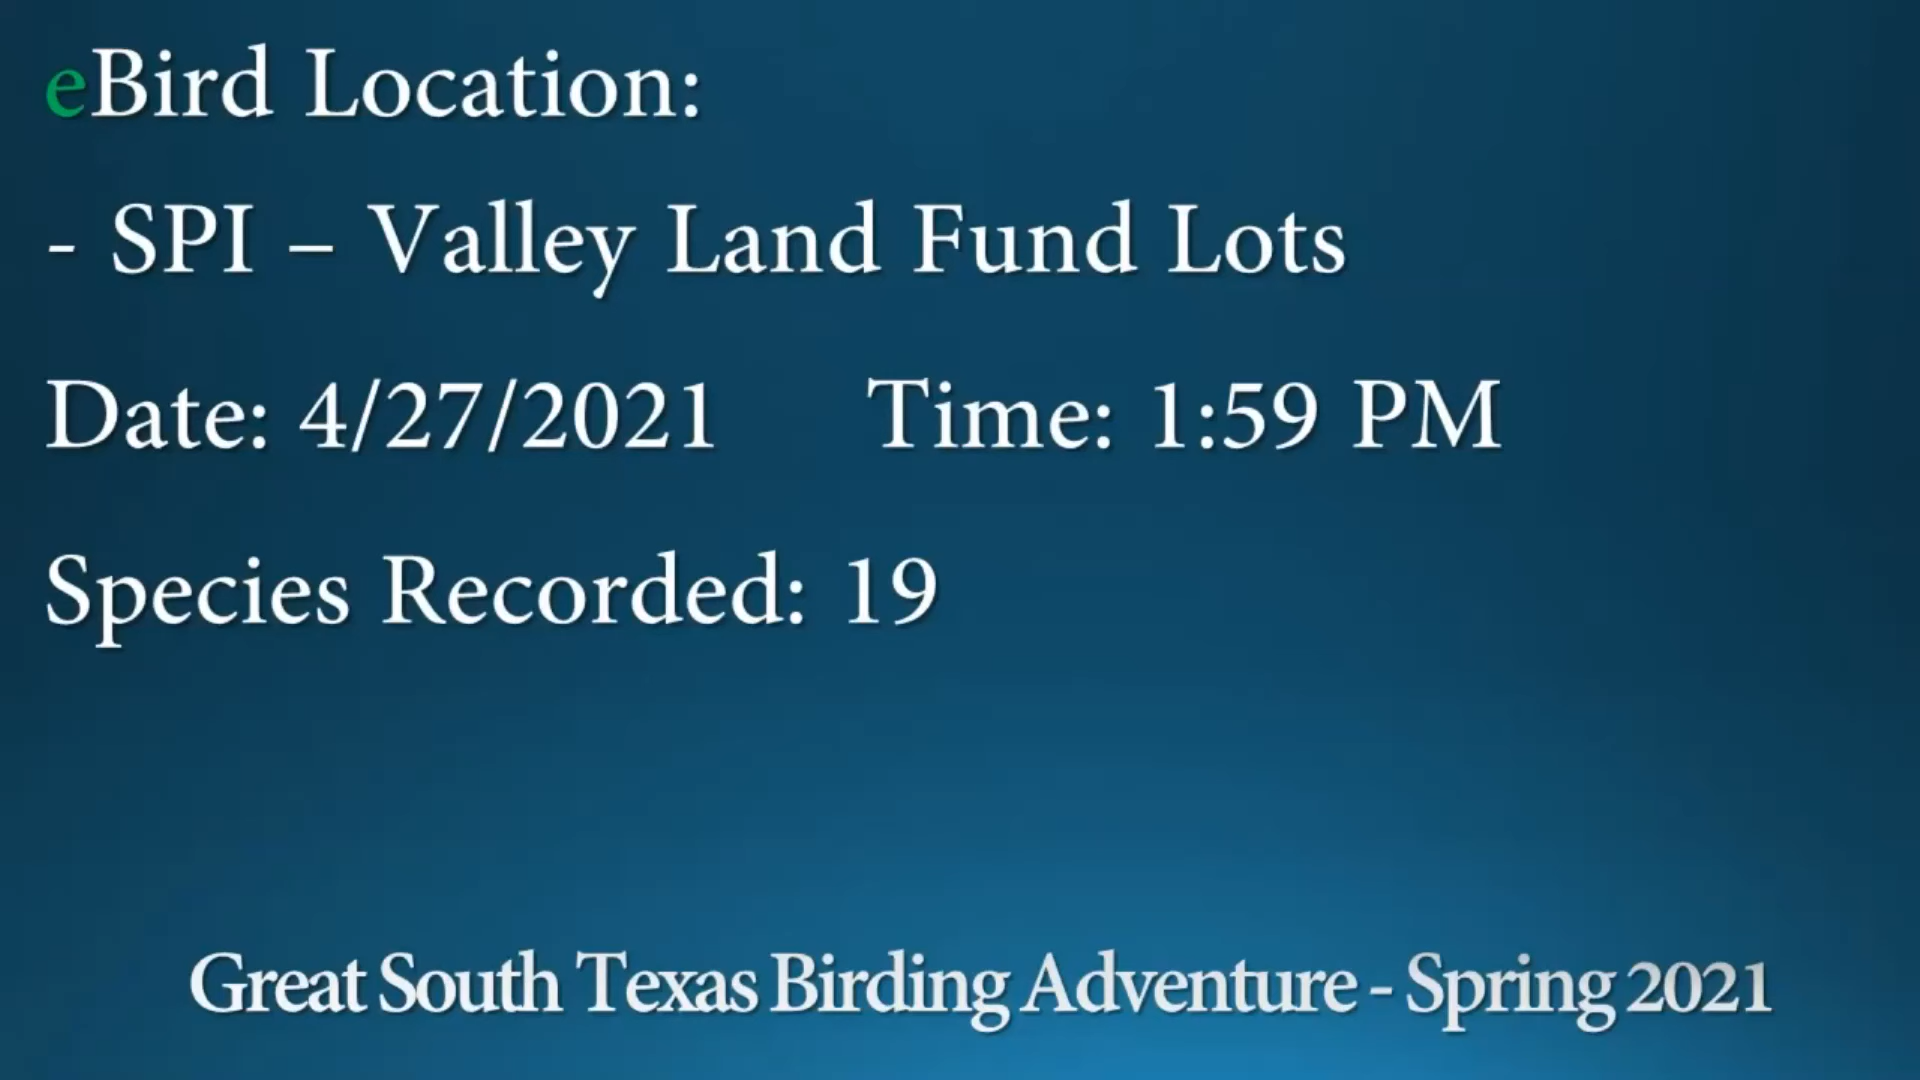 eBird Location:
- SPI – Valley Land Fund Lots
Date: 4/27/2021 Time: 1:59 PM
Species Recorded: 19
Great South Texas Birding Adventure - Spring 2021